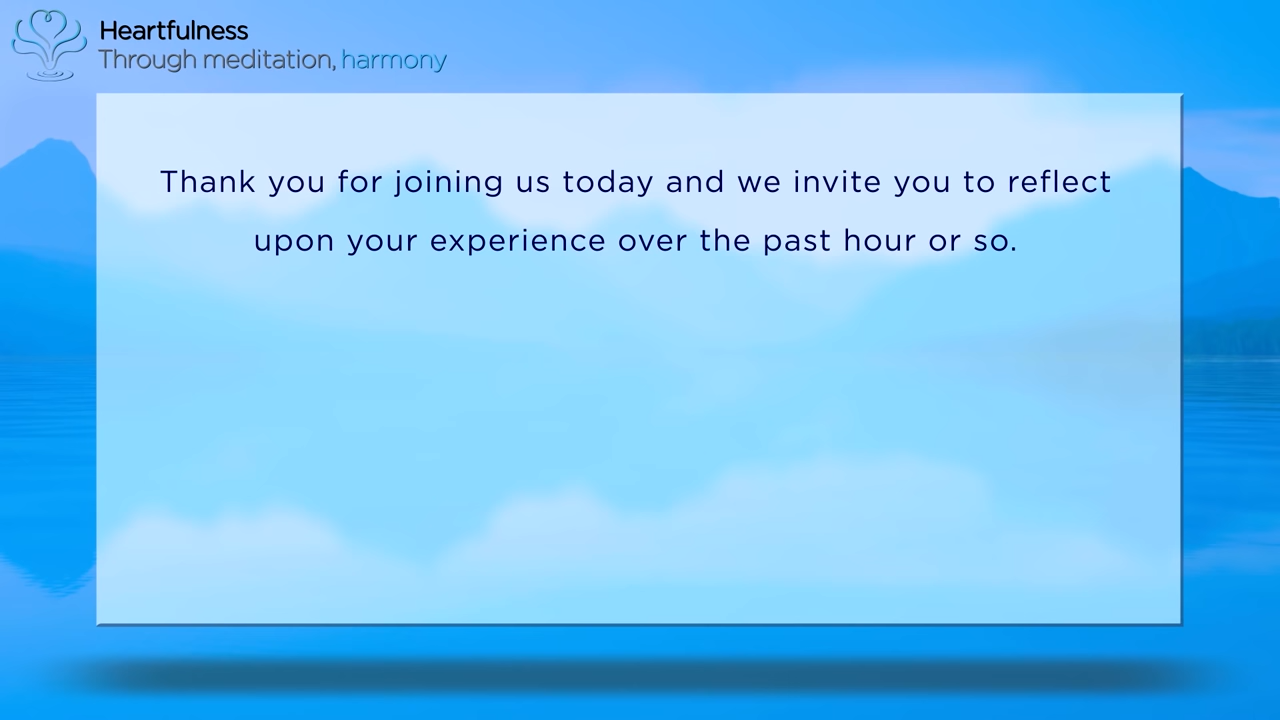 Heartfulness
Through meditation, harmony
Thank you for joining us today and we invite you to reflect
upon your experience over the past hour or so.